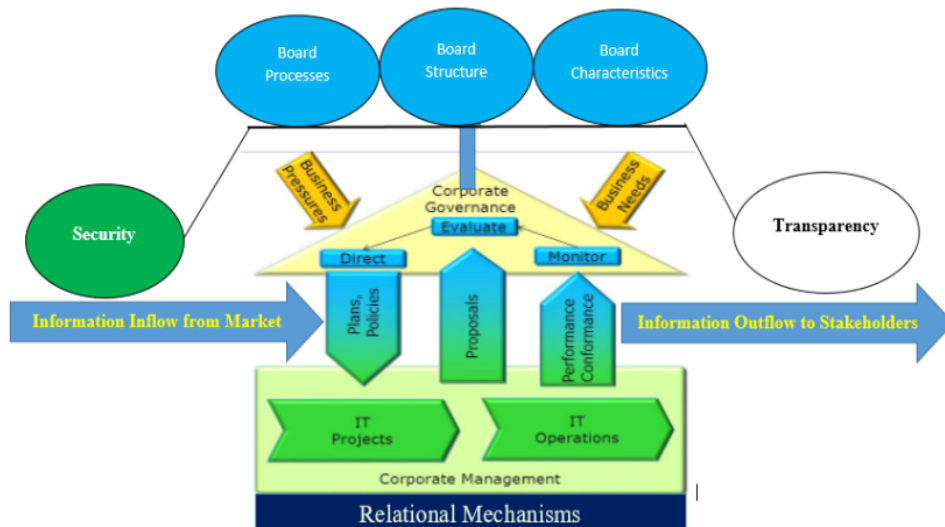 Board
Processes
Board
Structure
Board
Characteristics
Business
Pressures
Business
Needs
Corporate
Governance
Evaluate
Direct
Monitor
Security
Transparency
Information Inflow from Market
Information Outflow to Stakeholders
Plans,
Policies
Proposals
Performance
Conformance
IT
Projects
IT
Operations
Corporate Management
Relational Mechanisms